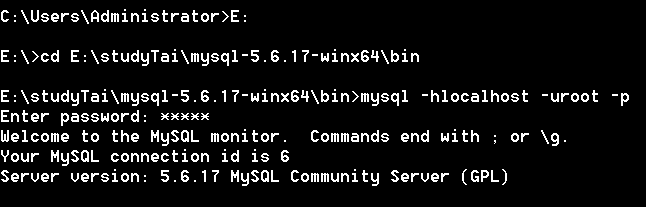 C:\Users\Administrator>E:
E:\>cd E:\studyTai\mysql-5.6.17-winx64\bin
E:\studyTai\mysql-5.6.17-winx64\bin>mysql -hlocalhost -uroot -p
Enter password: *****
Welcome to the MySQL monitor.  Commands end with ; or \g.
Your MySQL connection id is 6
Server version: 5.6.17 MySQL Community Server (GPL)